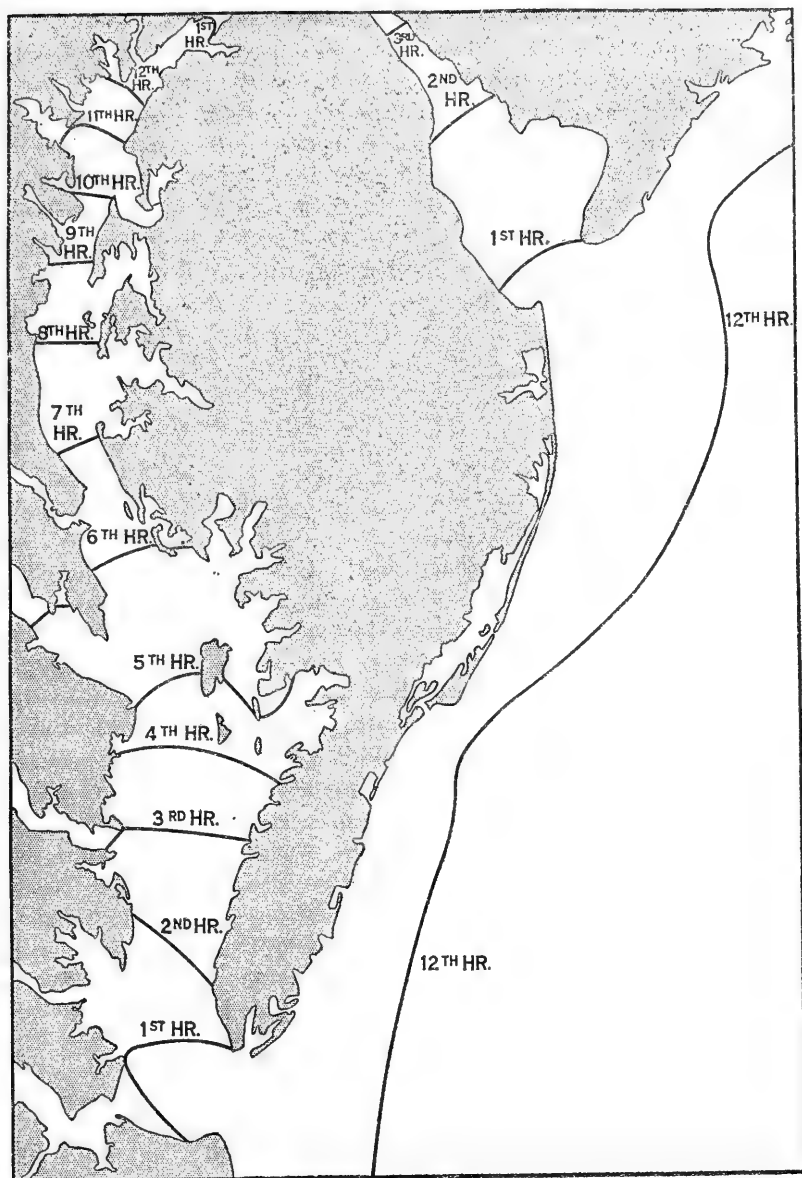 1ST
HR.
12TH
HR.
11TH HR.
10TH HR.
9TH
HR.
8TH HR.
7TH
HR.
6TH HR.
5TH HR.
4TH HR.
3RD HR.
2ND HR.
1ST HR.
3RD
HR.
2ND
HR.
1ST HR.
12TH HR.
12TH HR.